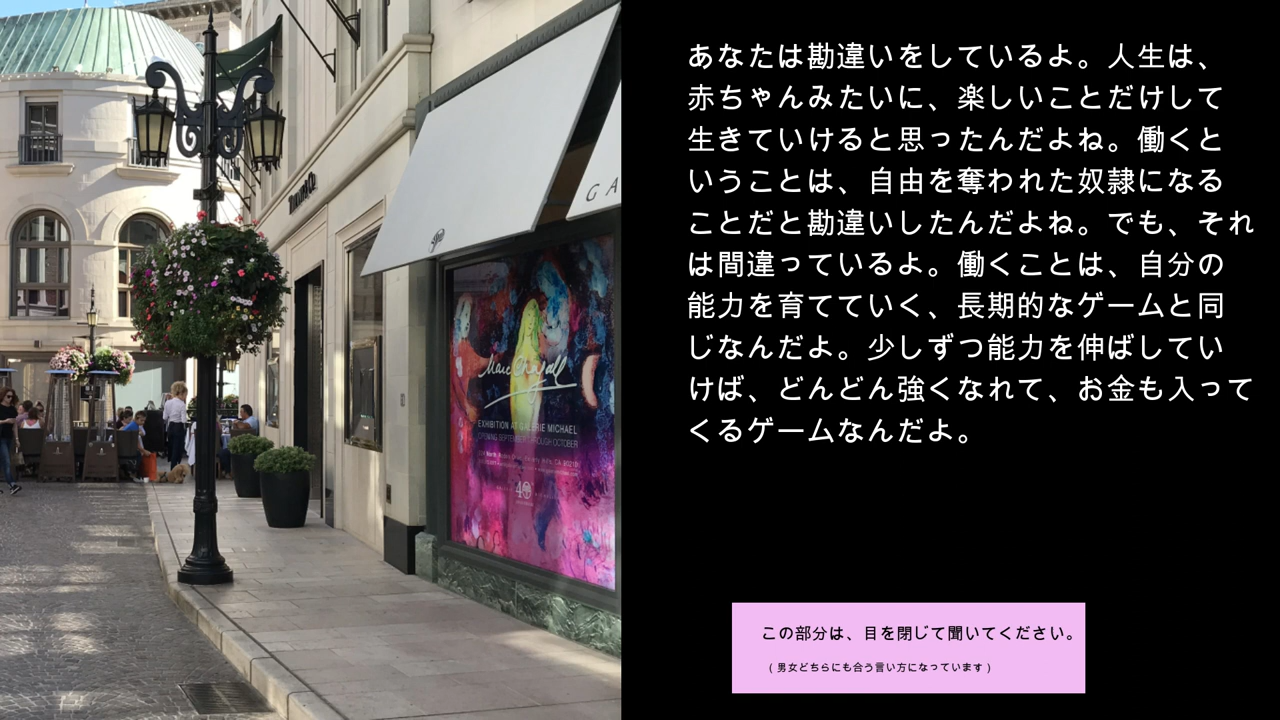 あなたは勘違いをしているよ。人生は、
赤ちゃんみたいに、楽しいことだけして
生きていけると思ったんだよね。働くと
いうことは、自由を奪われた奴隷になる
ことだと勘違いしたんだよね。でも、それ
は間違っているよ。働くことは、自分の
能力を育てていく、長期的なゲームと同
じなんだよ。少しずつ能力を伸ばしてい
けば、どんどん強くなれて、お金も入って
くるゲームなんだよ。
G A
Marc Chagall
EXHIBITION AT GALERIE MICHAEL
OPENING SEPTEMBER THROUGH OCTOBER
40
この部分は、目を閉じて聞いてください。
（男女どちらにも合う言い方になっています）